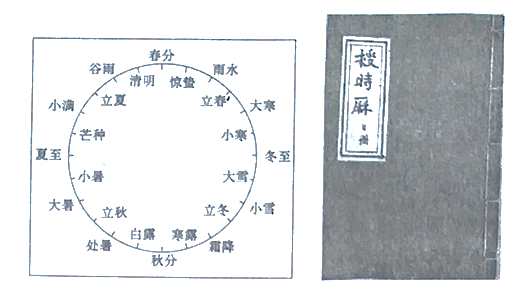 春分
谷雨
雨水
清明
惊蛰
小满
立夏
立春
大寒
芒种
小寒
夏至
冬至
小暑
大雪
大暑
立秋
立冬
小雪
白露
寒露
处暑
霜降
秋分
授時厤